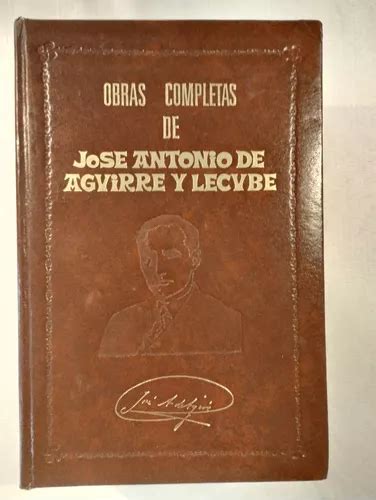 OBRAS COMPLETAS
DE
JoSE ANTONiO DE
AGViRRE Y LECVBE